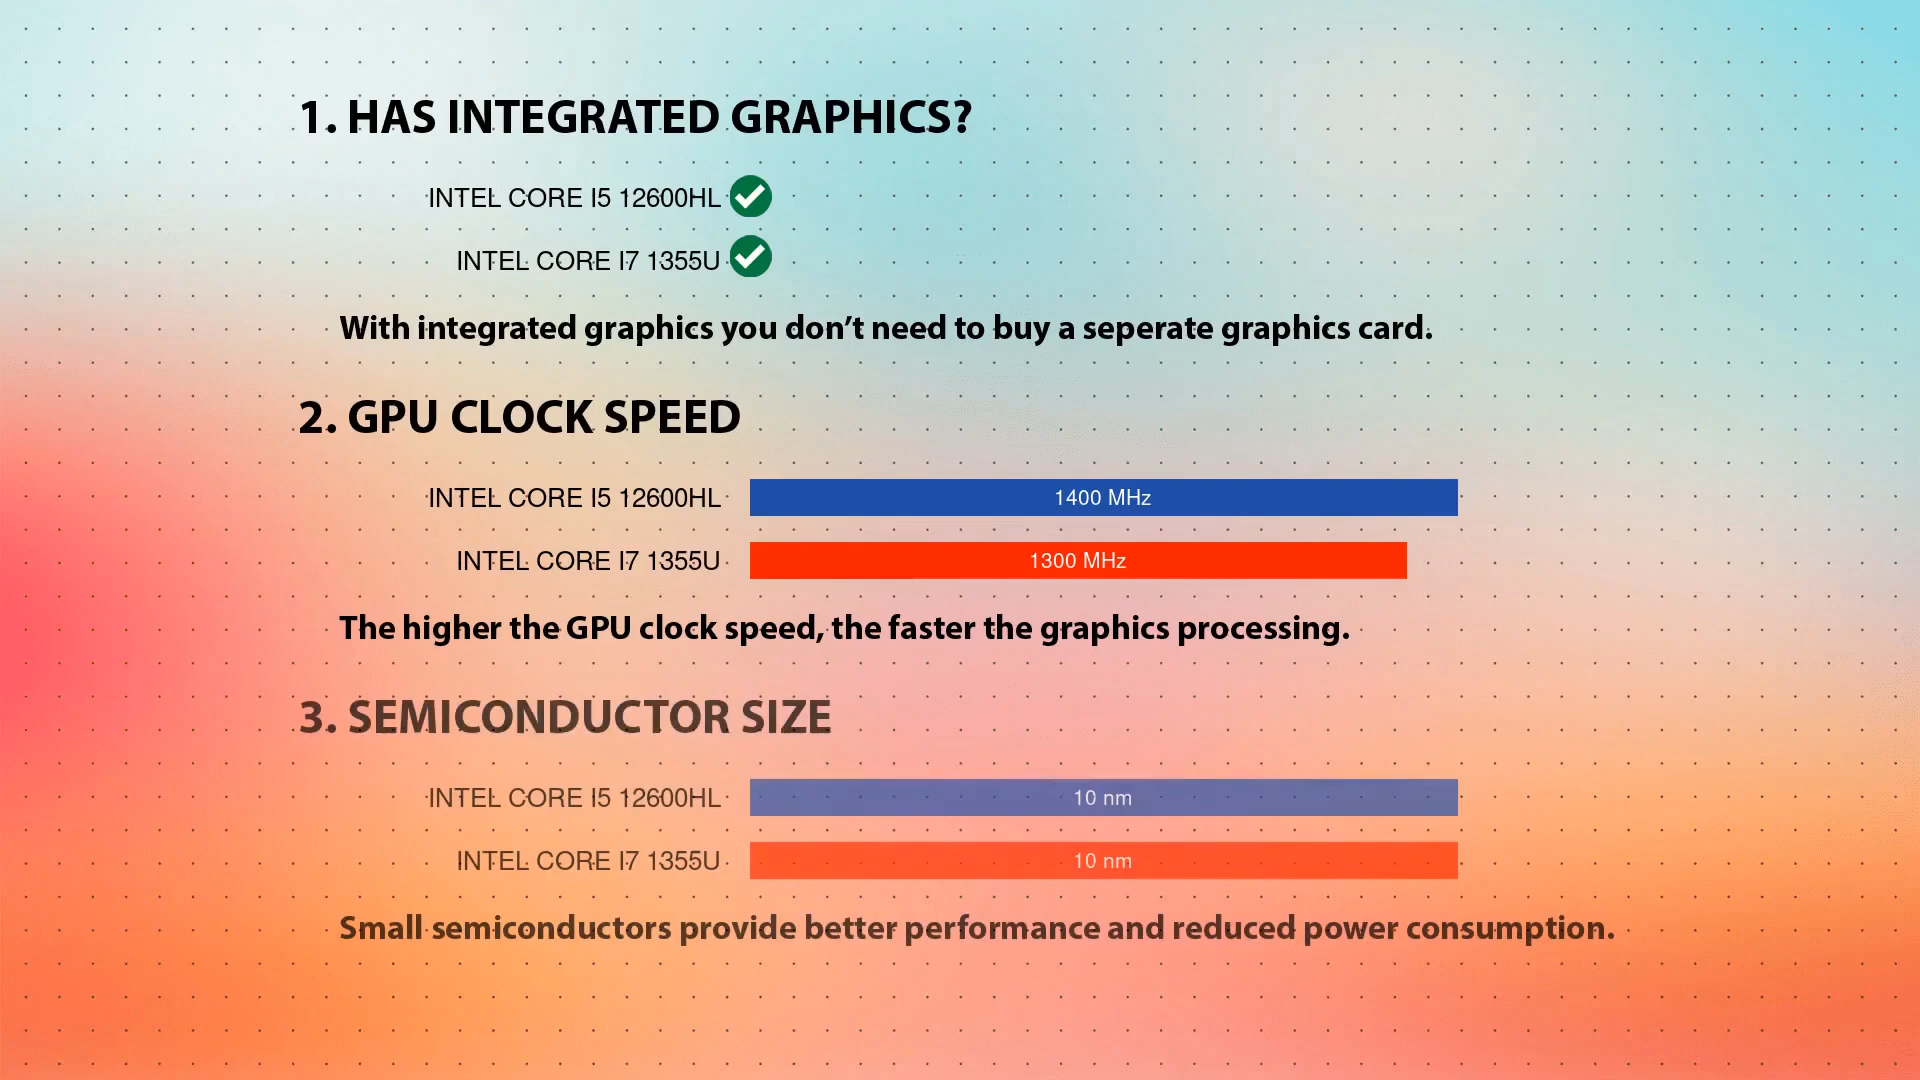 1. HAS INTEGRATED GRAPHICS?
INTEL CORE I5 12600HL
INTEL CORE I7 1355U
With integrated graphics you don’t need to buy a seperate graphics card.
2. GPU CLOCK SPEED
INTEL CORE I5 12600HL 1400 MHz
INTEL CORE I7 1355U 1300 MHz
The higher the GPU clock speed, the faster the graphics processing.
3. SEMICONDUCTOR SIZE
INTEL CORE I5 12600HL 10 nm
INTEL CORE I7 1355U 10 nm
Small semiconductors provide better performance and reduced power consumption.